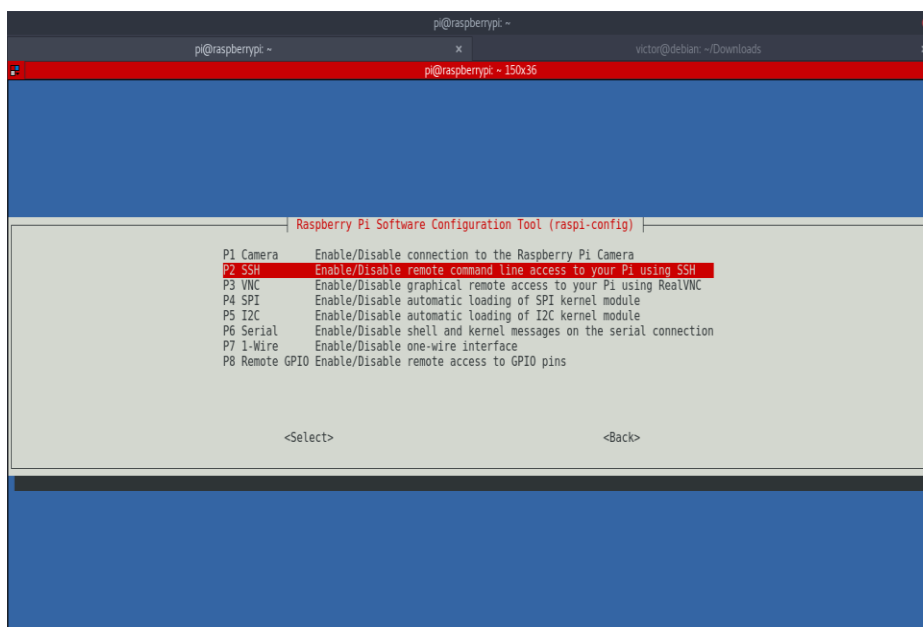 pi@raspberrypi: ~
pi@raspberrypi: ~ x victor@debian: ~/Downloads
pi@raspberrypi: ~ 150x36
Raspberry Pi Software Configuration Tool (raspi-config)
P1 Camera Enable/Disable connection to the Raspberry Pi Camera
P2 SSH Enable/Disable remote command line access to your Pi using SSH
P3 VNC Enable/Disable graphical remote access to your Pi using RealVNC
P4 SPI Enable/Disable automatic loading of SPI kernel module
P5 I2C Enable/Disable automatic loading of I2C kernel module
P6 Serial Enable/Disable shell and kernel messages on the serial connection
P7 1-Wire Enable/Disable one-wire interface
P8 Remote GPIO Enable/Disable remote access to GPIO pins
<Select> <Back>